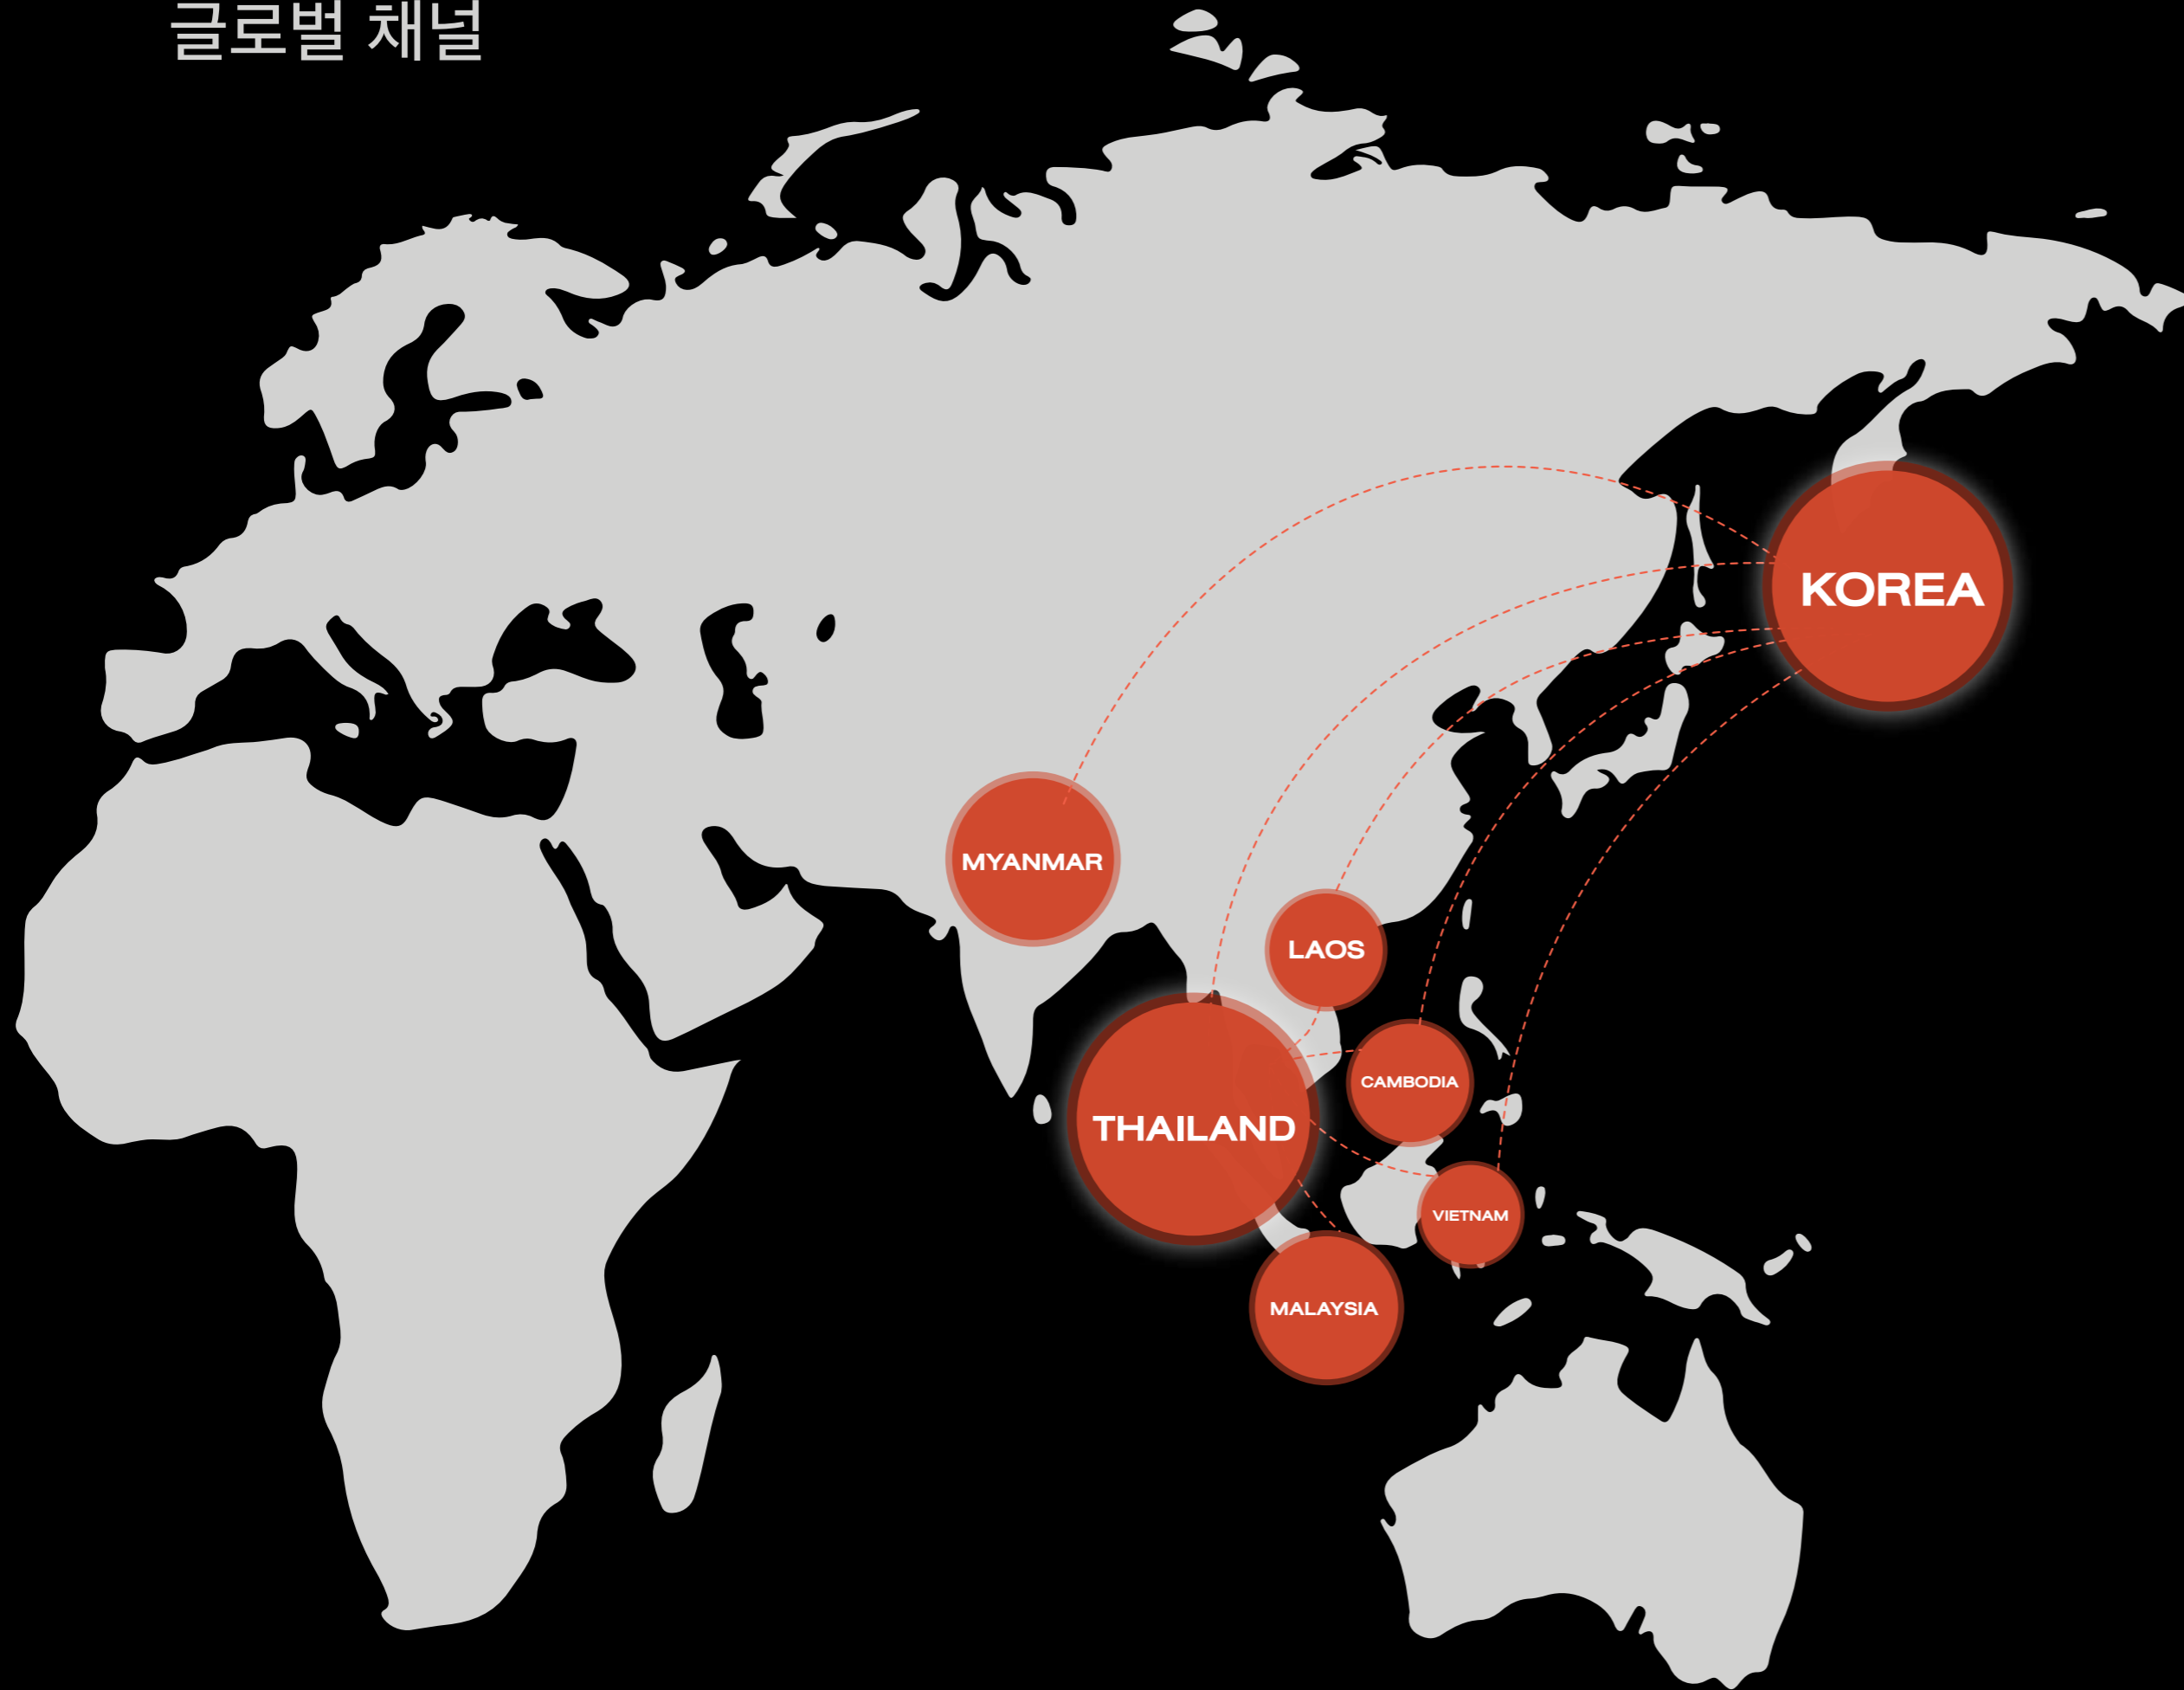 글로벌 채널
KOREA
MYANMAR
LAOS
CAMBODIA
THAILAND
VIETNAM
MALAYSIA